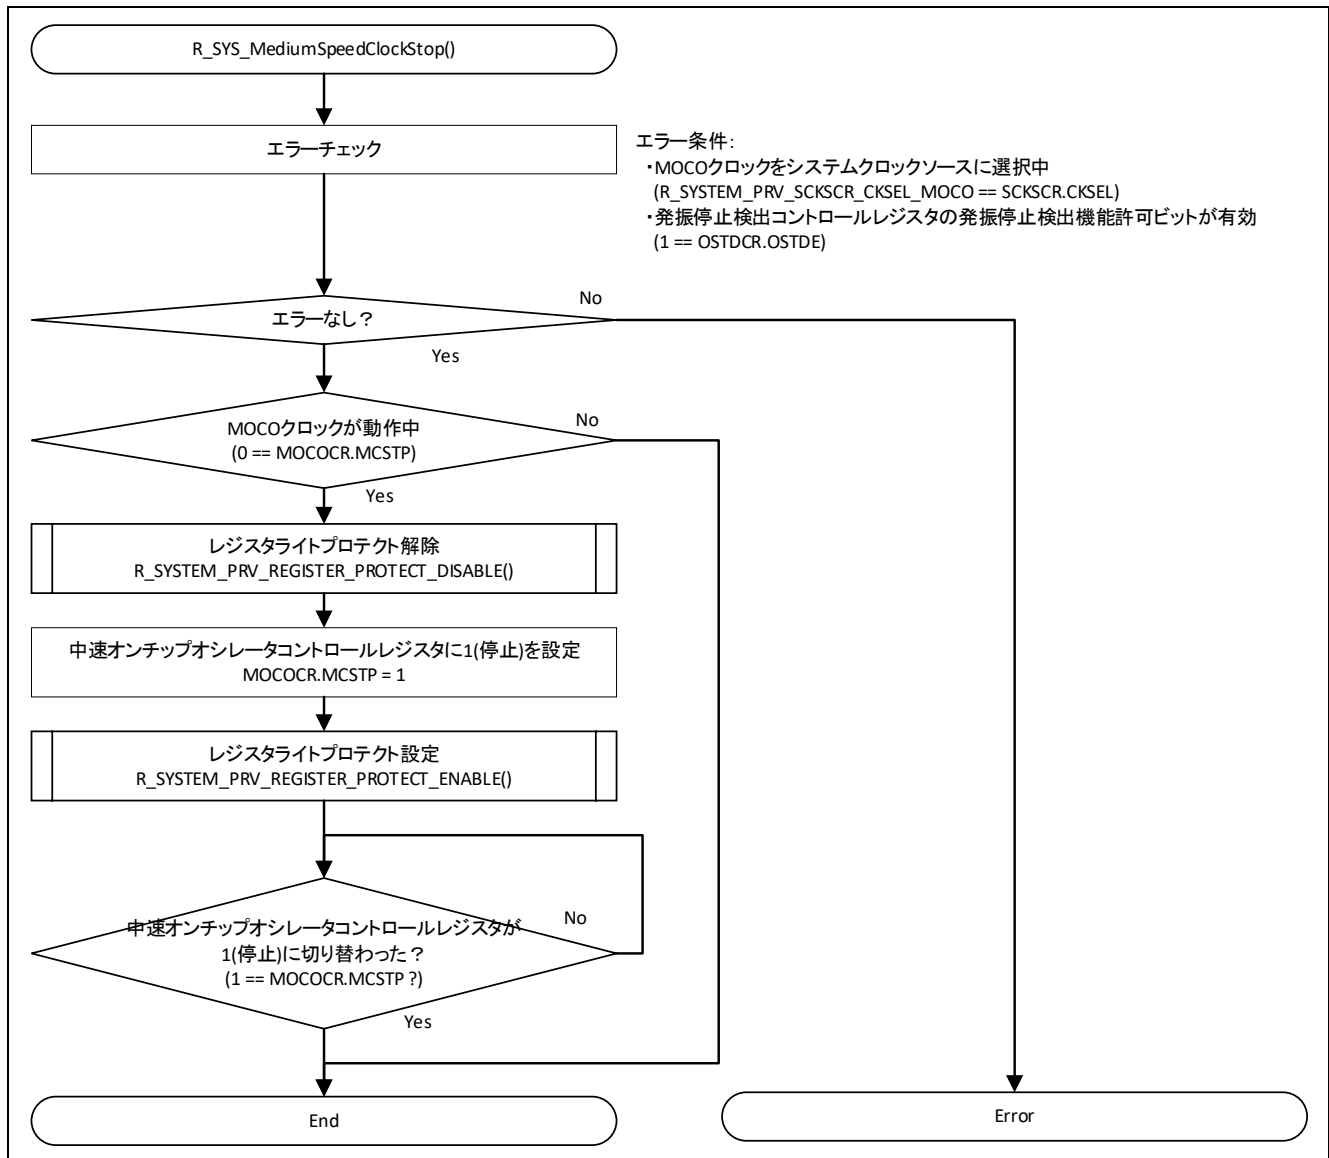 R_SYS_MediumSpeedClockStop()
エラーチェック
エラー条件:
・MOCOクロックをシステムクロックソースに選択中
(R_SYSTEM_PRV_SCKSCR_CKSEL_MOCO == SCKSCR.CKSEL)
・発振停止検出コントロールレジスタの発振停止検出機能許可ビットが有効
(1 == OSTDCR.OSTDE)
エラーなし？
No
Yes
MOCOクロックが動作中
(0 == MOCOCR.MCSTP)
No
Yes
レジスタライトプロテクト解除
R_SYSTEM_PRV_REGISTER_PROTECT_DISABLE()
中速オンチップオシレータコントロールレジスタに1(停止)を設定
MOCOCR.MCSTP = 1
レジスタライトプロテクト設定
R_SYSTEM_PRV_REGISTER_PROTECT_ENABLE()
中速オンチップオシレータコントロールレジスタが
1(停止)に切り替わった？
(1 == MOCOCR.MCSTP ?)
No
Yes
End
Error